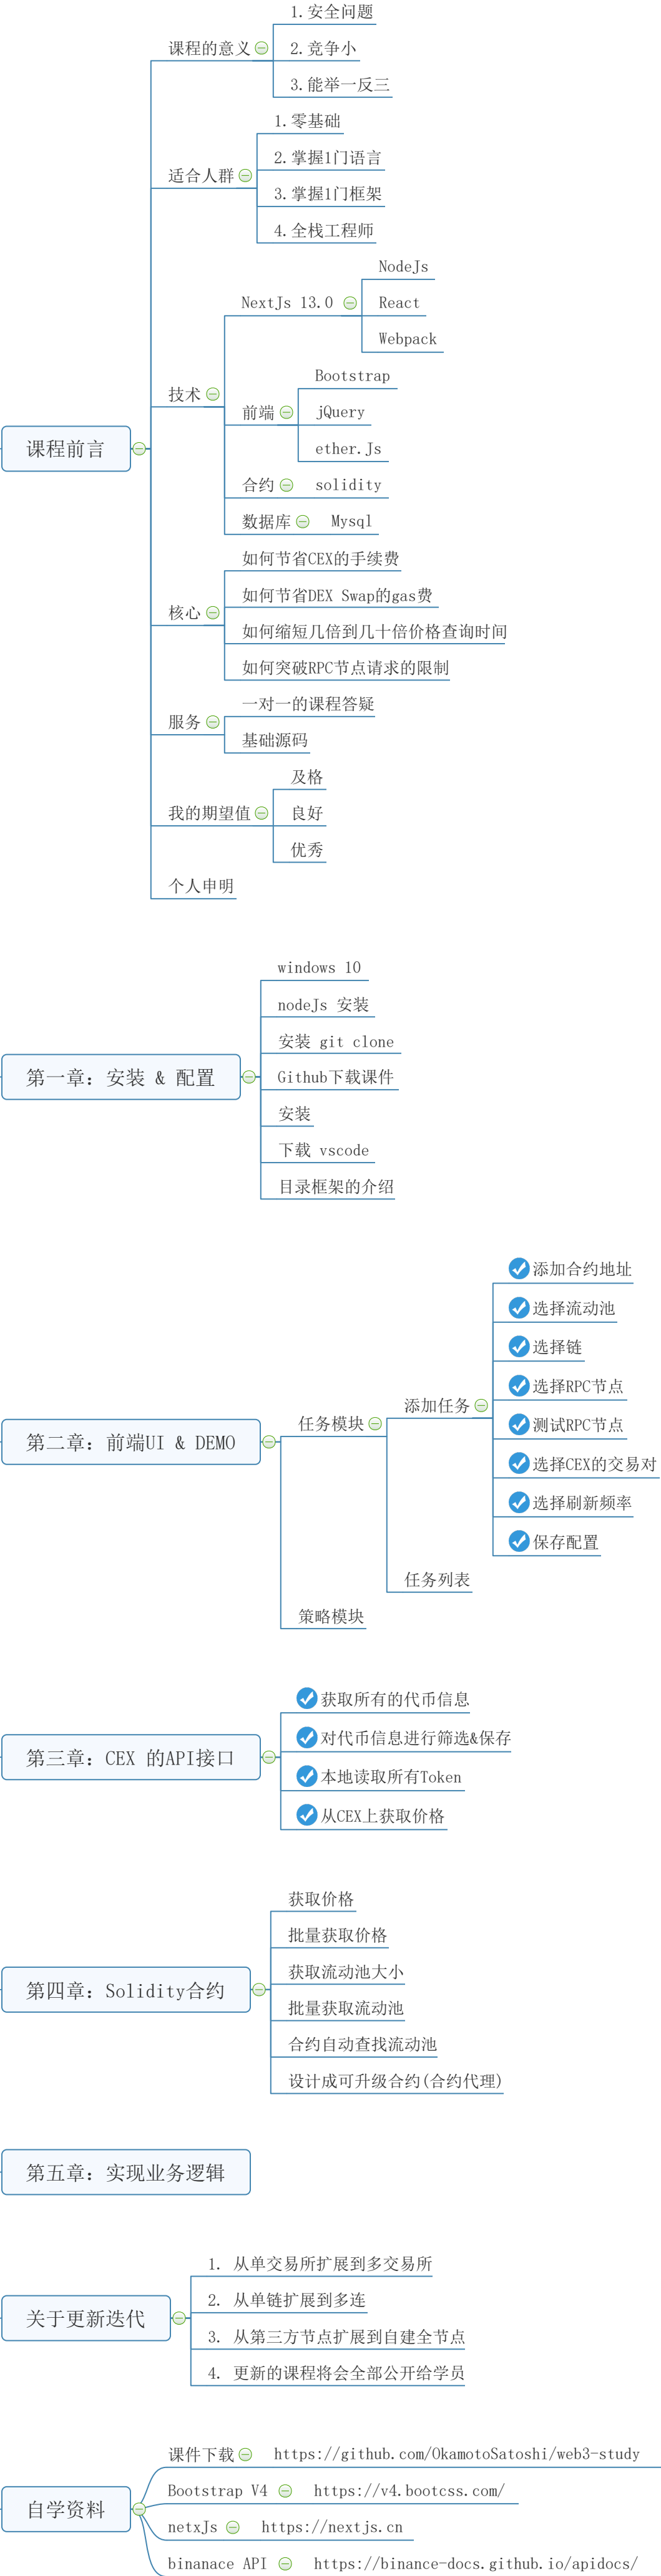 课程前言
课程的意义
1.安全问题
2.竞争小
3.能举一反三
适合人群
1.零基础
2.掌握1门语言
3.掌握1门框架
4.全栈工程师
技术
NextJs 13.0
NodeJs
React
Webpack
前端
Bootstrap
jQuery
ether.Js
合约
solidity
数据库
Mysql
核心
如何节省CEX的手续费
如何节省DEX Swap的gas费
如何缩短几倍到几十倍价格查询时间
如何突破RPC节点请求的限制
服务
一对一的课程答疑
基础源码
我的期望值
及格
良好
优秀
个人申明
第一章：安装 & 配置
windows 10
nodeJs 安装
安装 git clone
Github下载课件
安装
下载 vscode
目录框架的介绍
第二章：前端UI & DEMO
任务模块
添加任务
添加合约地址
选择流动池
选择链
选择RPC节点
测试RPC节点
选择CEX的交易对
选择刷新频率
保存配置
任务列表
策略模块
第三章：CEX 的API接口
获取所有的代币信息
对代币信息进行筛选&保存
本地读取所有Token
从CEX上获取价格
第四章：Solidity合约
获取价格
批量获取价格
获取流动池大小
批量获取流动池
合约自动查找流动池
设计成可升级合约(合约代理)
第五章：实现业务逻辑
关于更新迭代
1. 从单交易所扩展到多交易所
2. 从单链扩展到多连
3. 从第三方节点扩展到自建全节点
4. 更新的课程将会全部公开给学员
自学资料
课件下载
https://github.com/OkamotoSatoshi/web3-study
Bootstrap V4
https://v4.bootcss.com/
netxJs
https://nextjs.cn
binanace API
https://binance-docs.github.io/apidocs/